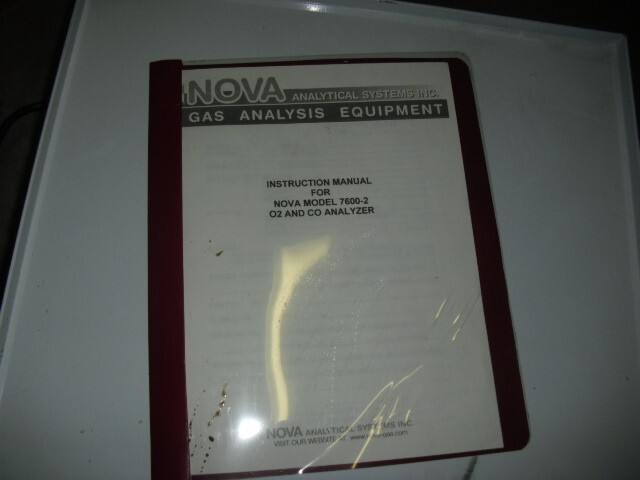 NOVA ANALYTICAL SYSTEMS INC.
GAS ANALYSIS EQUIPMENT
INSTRUCTION MANUAL
FOR
NOVA MODEL 7600-2
O2 AND CO ANALYZER
NOVA ANALYTICAL SYSTEMS INC.
VISIT OUR WEBSITE AT